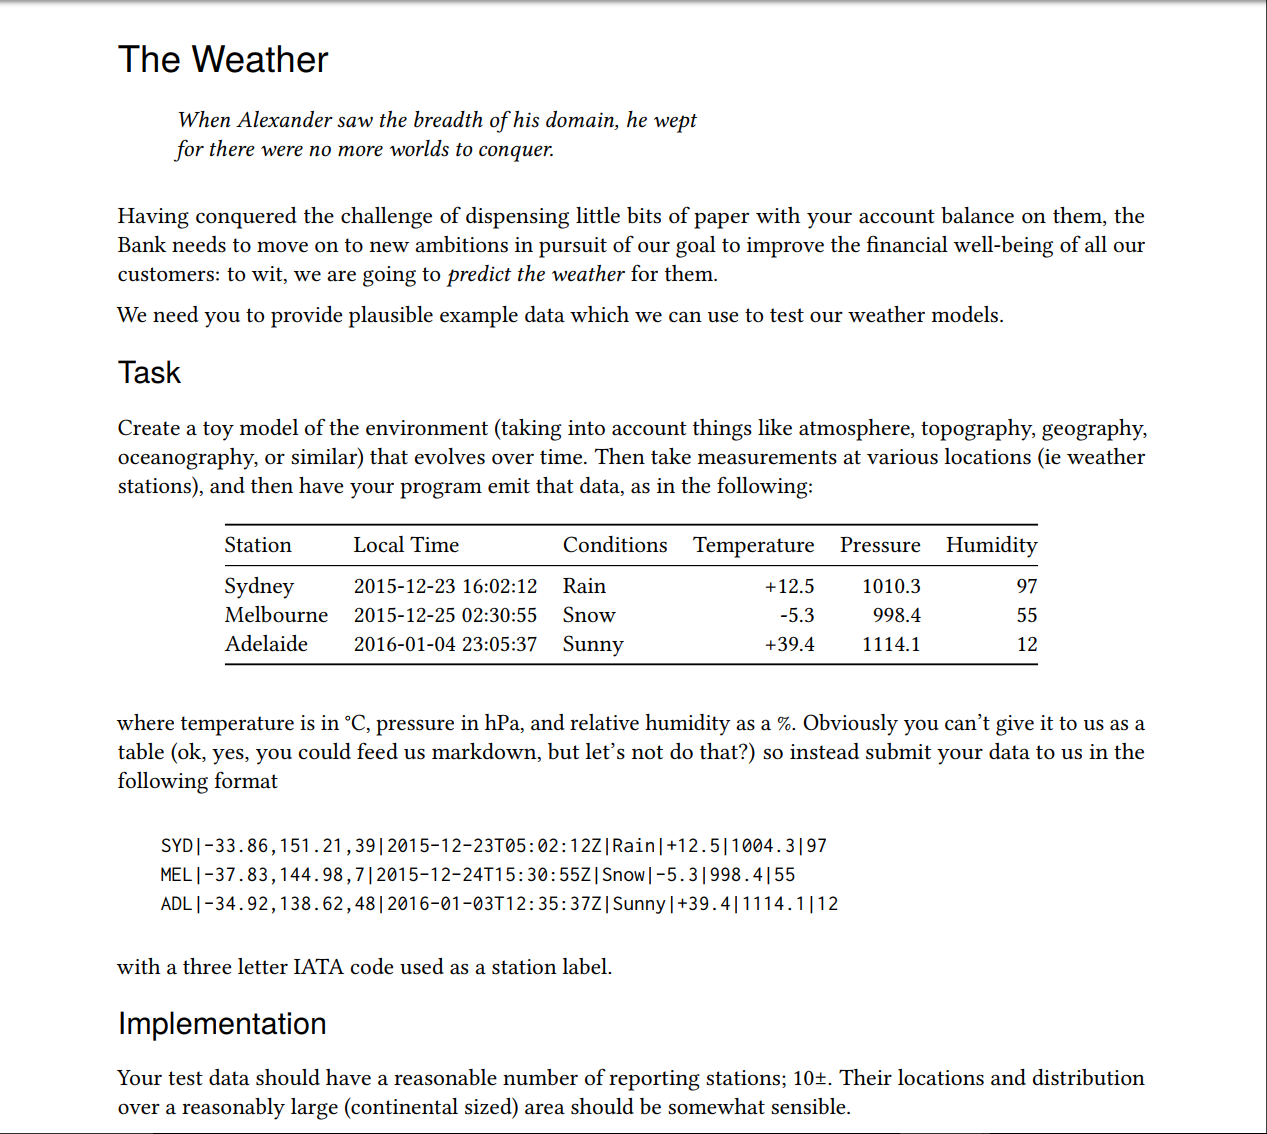 The Weather
When Alexander saw the breadth of his domain, he wept
for there were no more worlds to conquer.
Having conquered the challenge of dispensing little bits of paper with your account balance on them, the
Bank needs to move on to new ambitions in pursuit of our goal to improve the financial well-being of all our
customers: to wit, we are going to predict the weather for them.
We need you to provide plausible example data which we can use to test our weather models.
Task
Create a toy model of the environment (taking into account things like atmosphere, topography, geography,
oceanography, or similar) that evolves over time. Then take measurements at various locations (ie weather
stations), and then have your program emit that data, as in the following:
Station Local Time Conditions Temperature Pressure Humidity
Sydney 2015-12-23 16:02:12 Rain +12.5 1010.3 97
Melbourne 2015-12-25 02:30:55 Snow -5.3 998.4 55
Adelaide 2016-01-04 23:05:37 Sunny +39.4 1114.1 12
where temperature is in °C, pressure in hPa, and relative humidity as a %. Obviously you can't give it to us as a
table (ok, yes, you could feed us markdown, but let's not do that?) so instead submit your data to us in the
following format
SYD|-33.86,151.21,39|2015-12-23T05:02:12Z|Rain|+12.5|1004.3|97
MEL|-37.83,144.98,7|2015-12-24T15:30:55Z|Snow|-5.3|998.4|55
ADL|-34.92,138.62,48|2016-01-03T12:35:37Z|Sunny|+39.4|1114.1|12
with a three letter IATA code used as a station label.
Implementation
Your test data should have a reasonable number of reporting stations; 10±. Their locations and distribution
over a reasonably large (continental sized) area should be somewhat sensible.